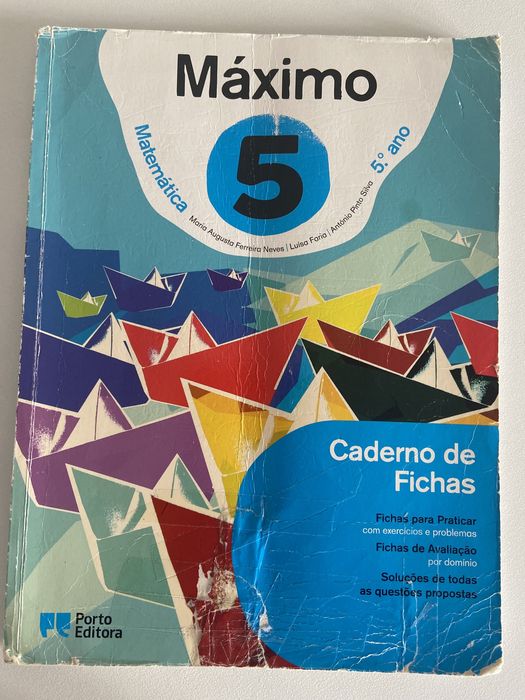 Máximo
5
Matemática
5.º ano
Maria Augusta Ferreira Neves | Luísa Faria | António Pinto Silva
Caderno de
Fichas
Fichas para Praticar
com exercícios e problemas
Fichas de Avaliação
por domínio
Soluções de todas
as questões propostas
Porto
Editora